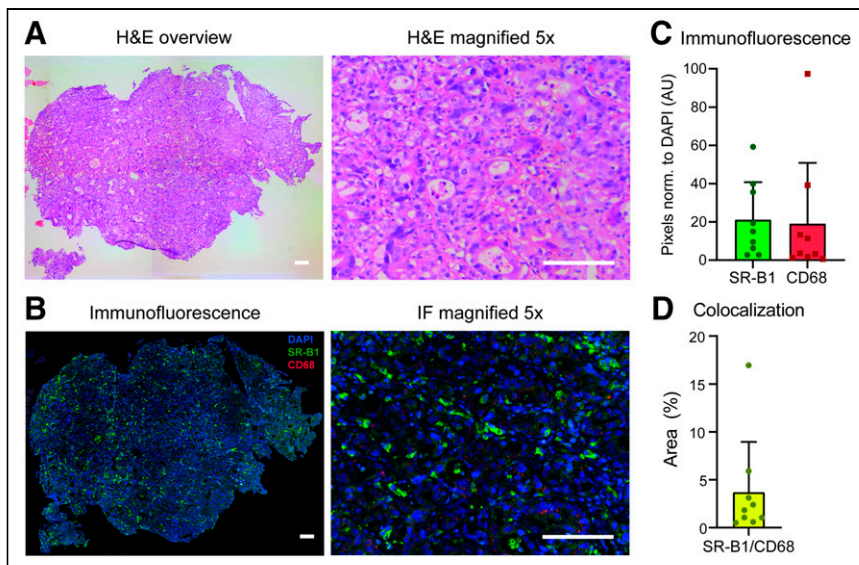 A
H&E overview
H&E magnified 5x
B
Immunofluorescence
IF magnified 5x
DAPI
SR-B1
CD68
C Immunofluorescence
Pixels norm. to DAPI (AU)
100
80
60
40
20
0
SR-B1 CD68
D Colocalization
Area (%)
20
15
10
5
0
SR-B1/CD68